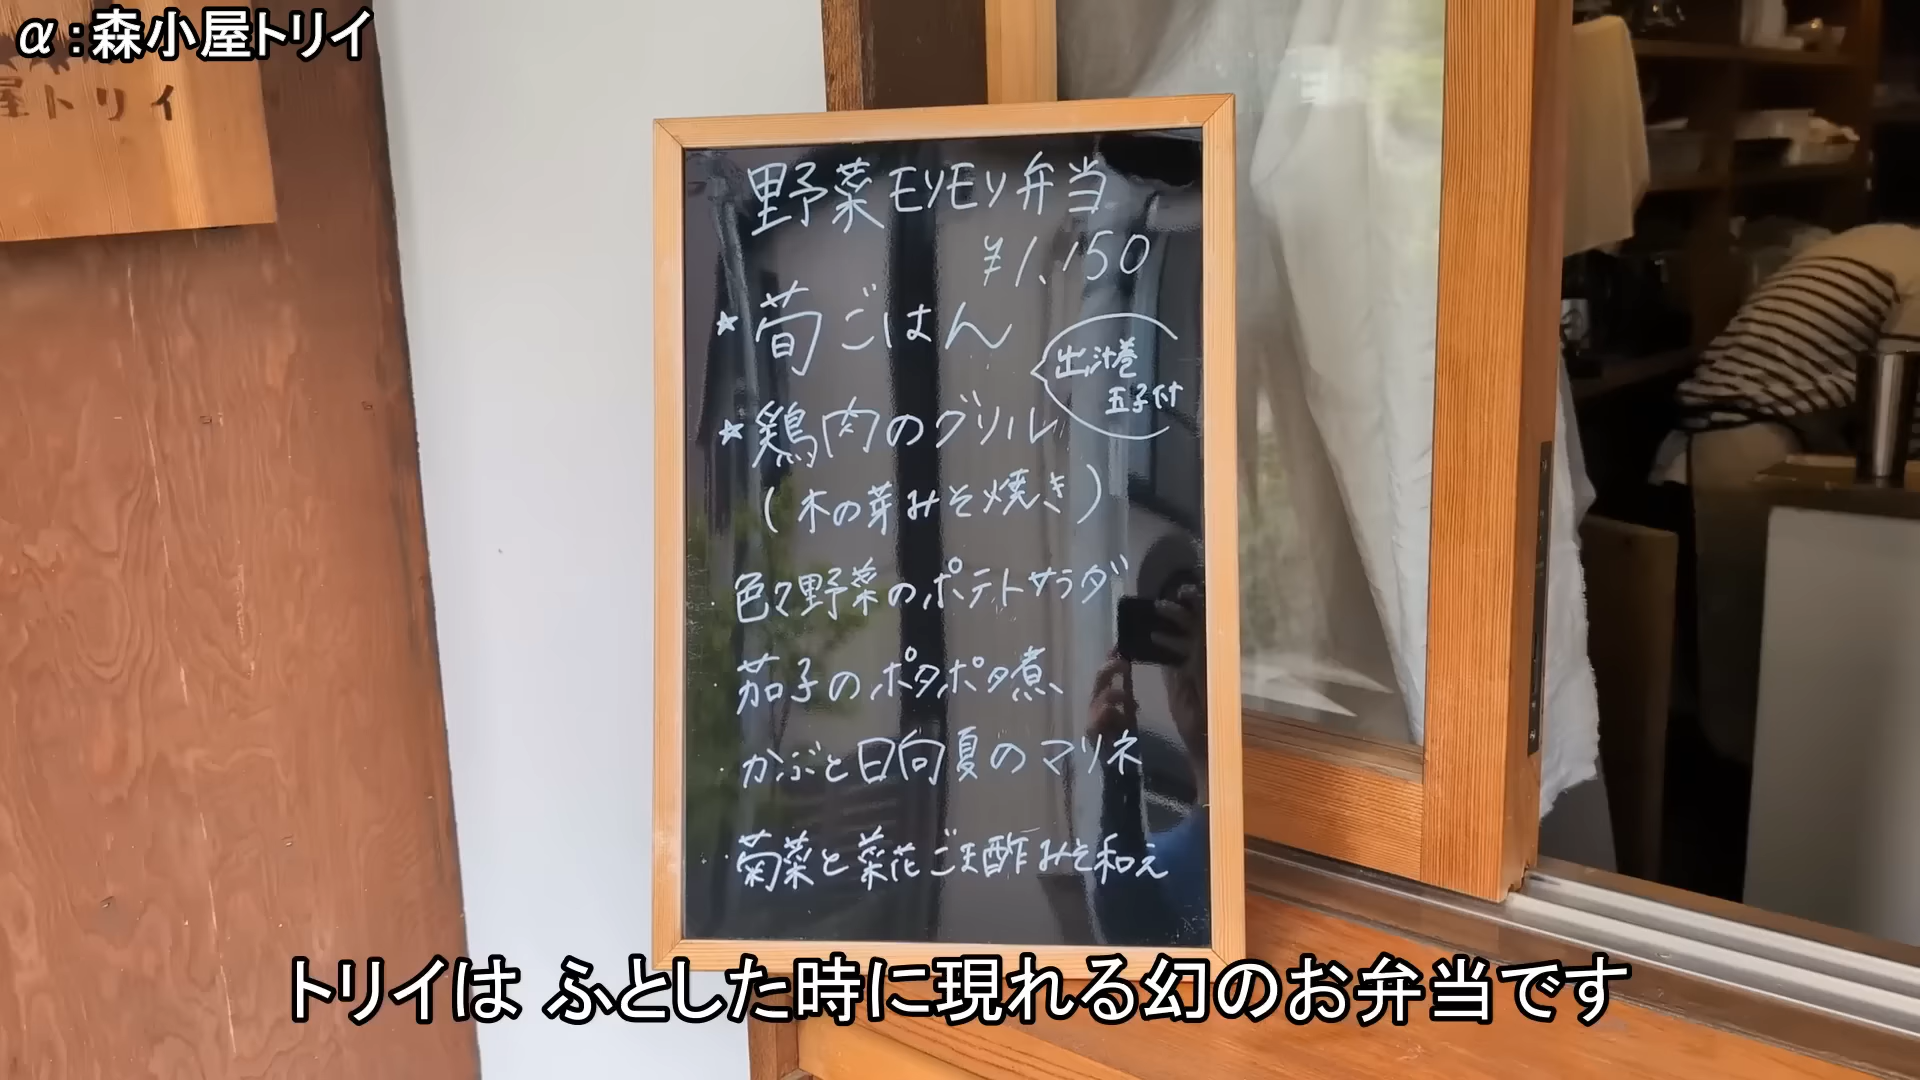 α:森小屋トリイ
屋トリイ
野菜モリモリ弁当
¥1,150
★筍ごはん
出汁巻
玉子付
★鶏肉のグリル
(木の芽みそ焼き)
色々野菜のポテトサラダ
茄子のポタポタ煮
かぶと日向夏のマリネ
菊菜と菜花ごま酢みそ和え
トリイは ふとした時に現れる幻のお弁当です